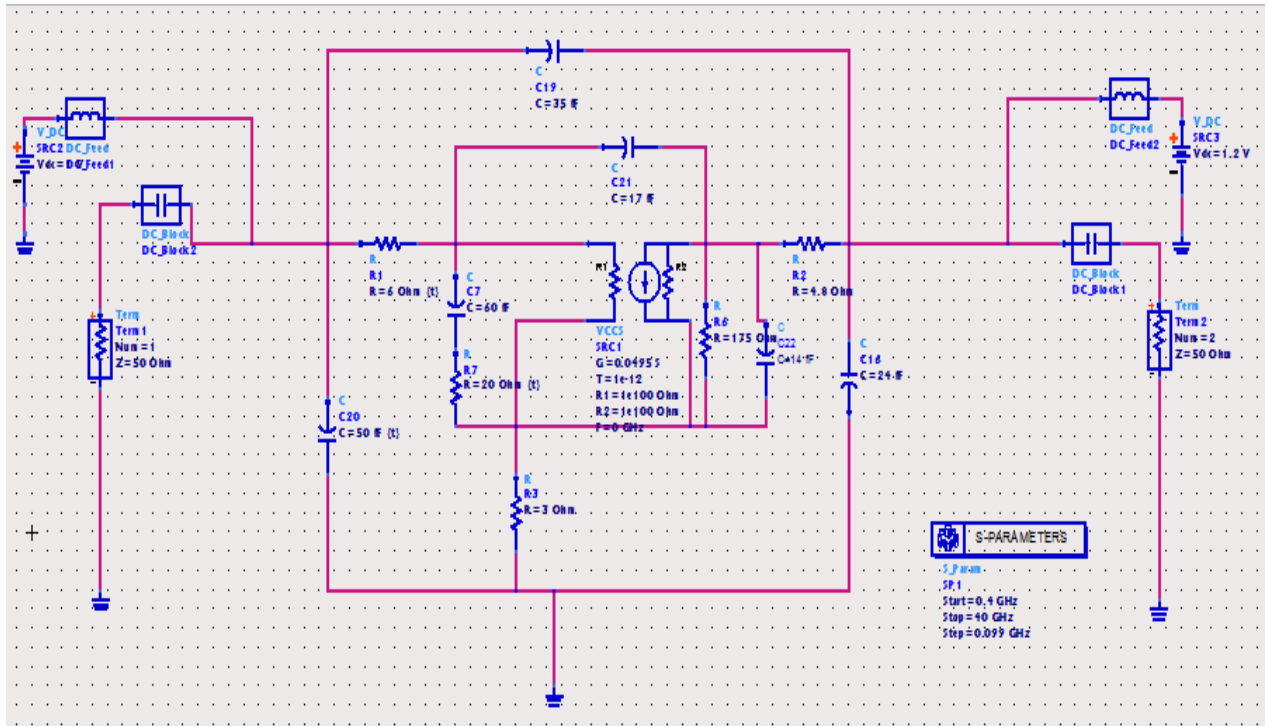 C
C19
C=35 fF
V_DC
SRC2
DC_Feed
DC_Feed1
C
C21
C=17 fF
DC_Feed
DC_Feed2
V_DC
SRC3
Vdc=1.2 V
DC_Block
DC_Block2
R
R1
R=6 Ohm {t}
R1
R2
R
R2
R=4.8 Ohm
DC_Block
DC_Block1
Term
Term1
Num=1
Z=50 Ohm
C
C7
C=60 fF
R
R7
R=20 Ohm {t}
VCCS
SRC1
G=0.04955
T=1e-12
R1=1e100 Ohm
R2=1e100 Ohm
F=0 GHz
R
R6
R=175 Ohm
C
C22
C=14 fF
C
C16
C=24 fF
Term
Term2
Num=2
Z=50 Ohm
C
C20
C=50 fF {t}
R
R3
R=3 Ohm
S-PARAMETERS
S_Param
SP1
Start=0.4 GHz
Stop=40 GHz
Step=0.099 GHz